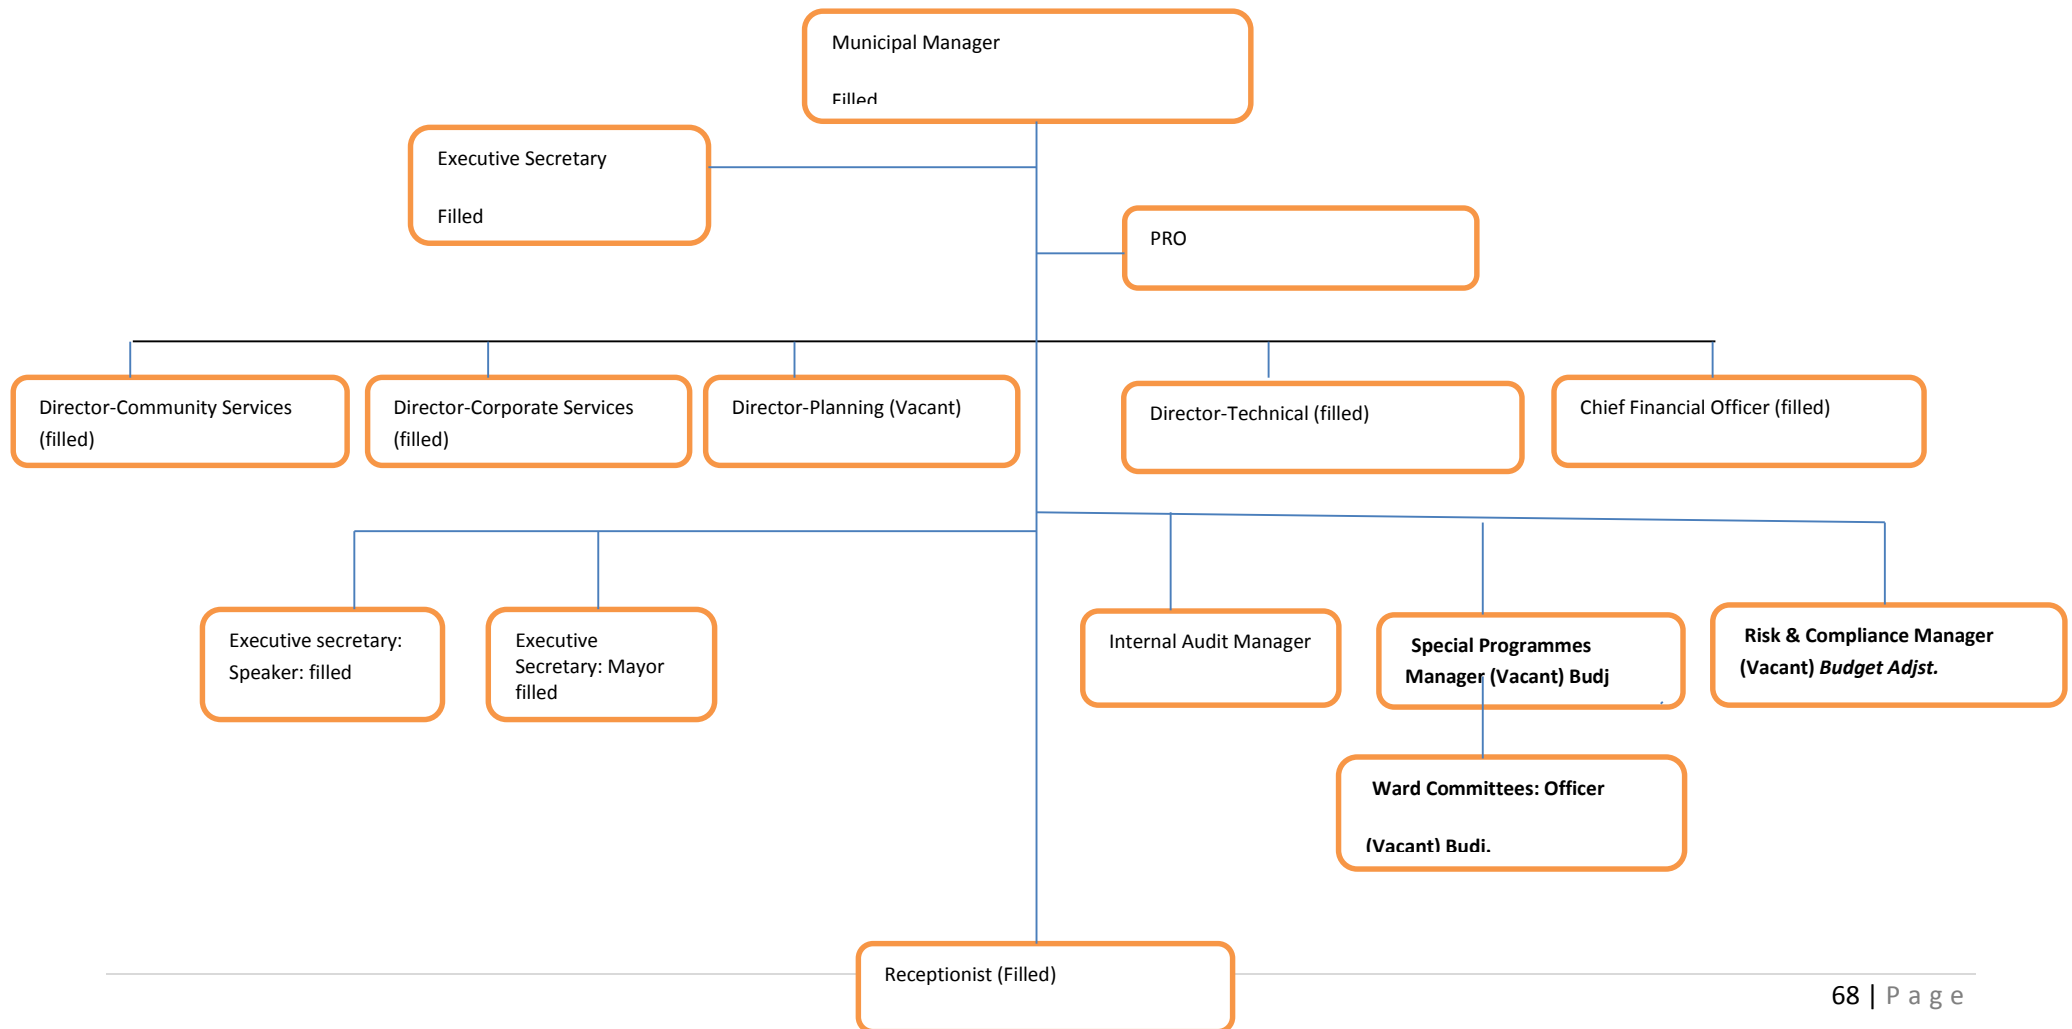 Municipal Manager
Filled
Executive Secretary
Filled
PRO
Director-Community Services
(filled)
Director-Corporate Services
(filled)
Director-Planning (Vacant)
Director-Technical (filled)
Chief Financial Officer (filled)
Executive secretary:
Speaker: filled
Executive
Secretary: Mayor
filled
Internal Audit Manager
Special Programmes
Manager (Vacant) Budj
Risk & Compliance Manager
(Vacant) Budget Adjst.
Ward Committees: Officer
(Vacant) Budj.
Receptionist (Filled)
68 | Page